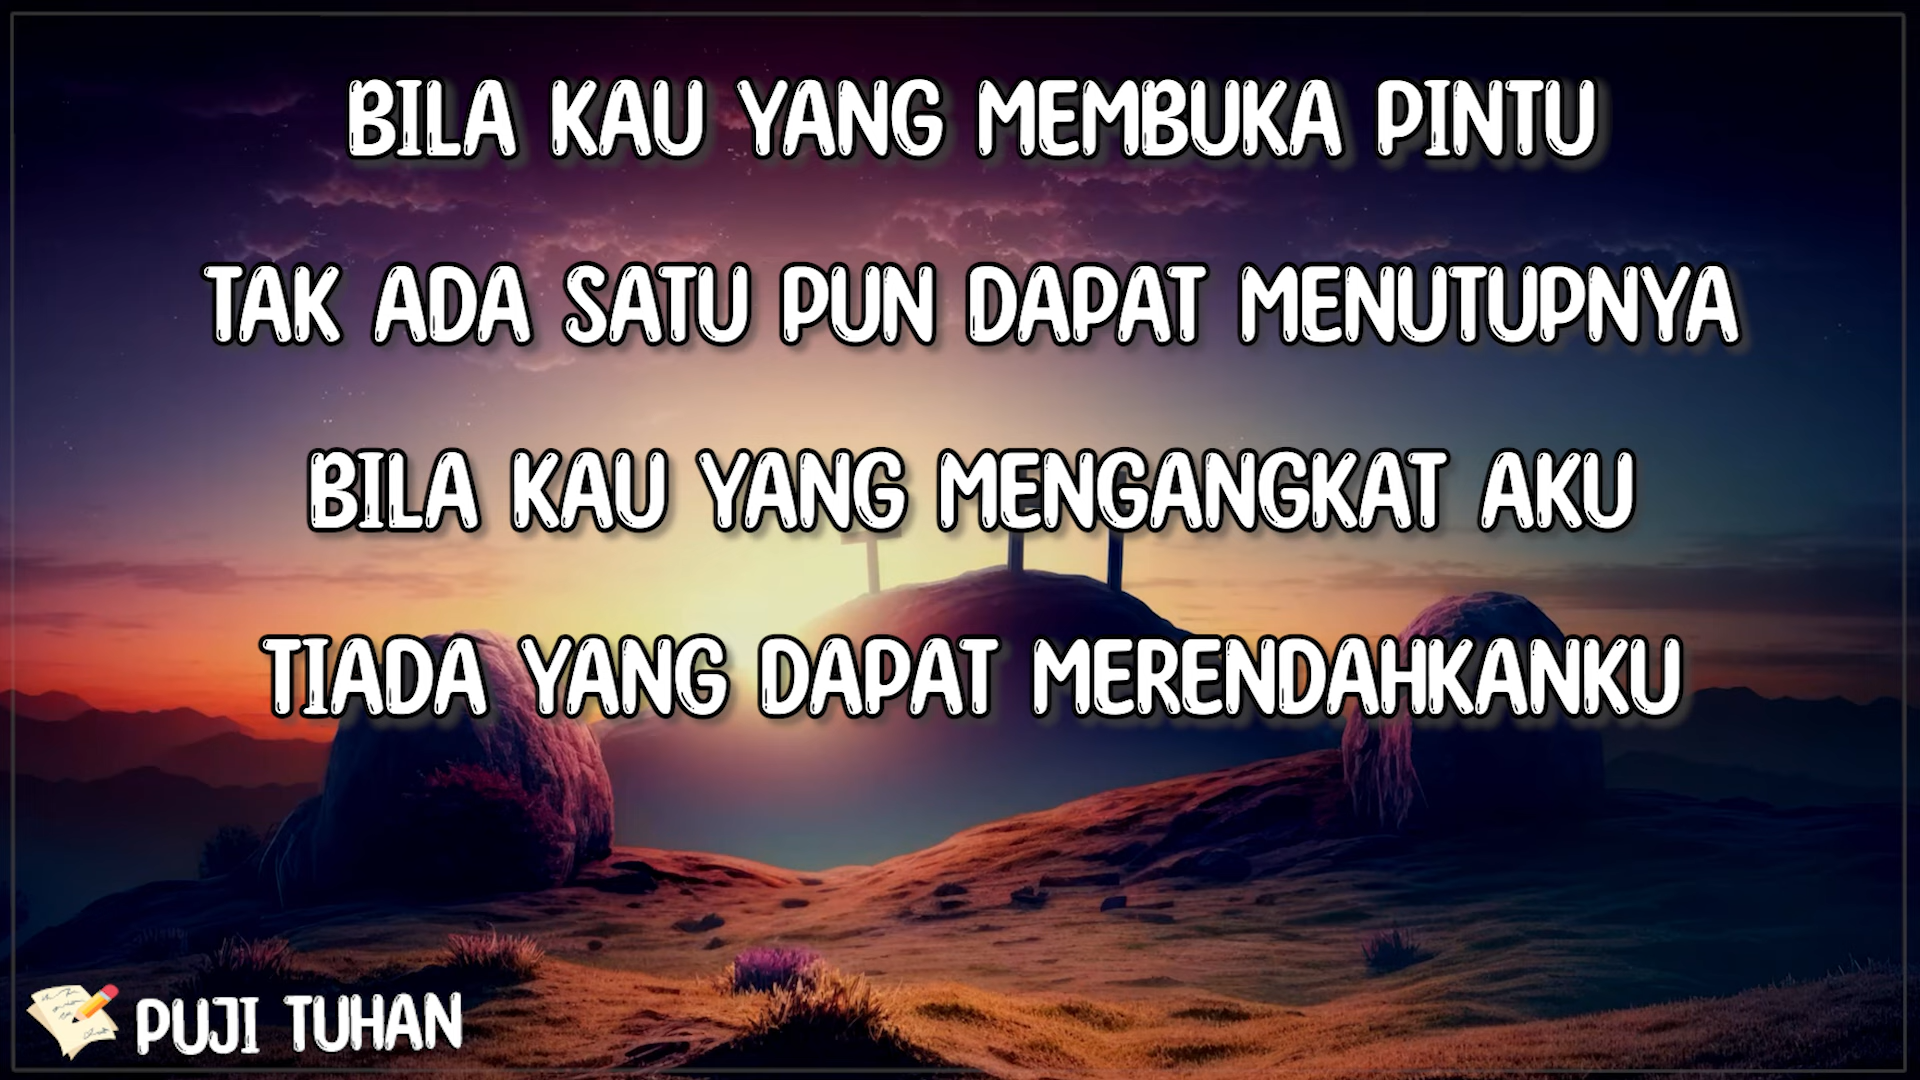 BILA KAU YANG MEMBUKA PINTU
TAK ADA SATU PUN DAPAT MENUTUPNYA
BILA KAU YANG MENGANGKAT AKU
TIADA YANG DAPAT MERENDAHKANKU
PUJI TUHAN